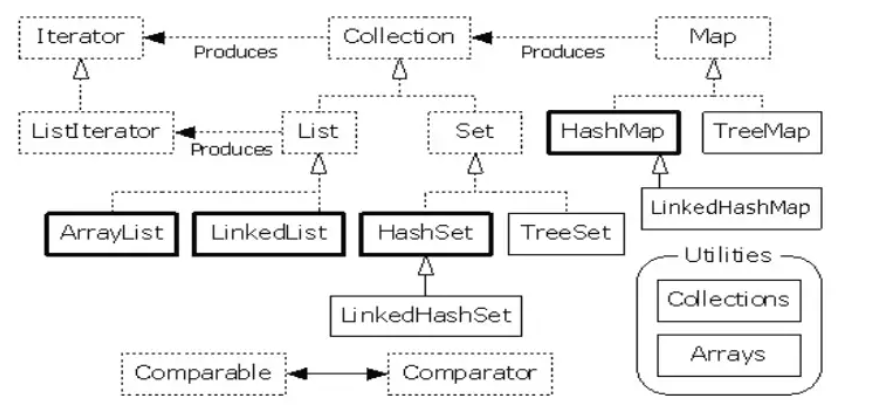 Iterator
Produces
Collection
Produces
Map
ListIterator
Produces
List
Set
HashMap
TreeMap
ArrayList
LinkedList
HashSet
TreeSet
LinkedHashMap
Utilities
Collections
LinkedHashSet
Arrays
Comparable
Comparator